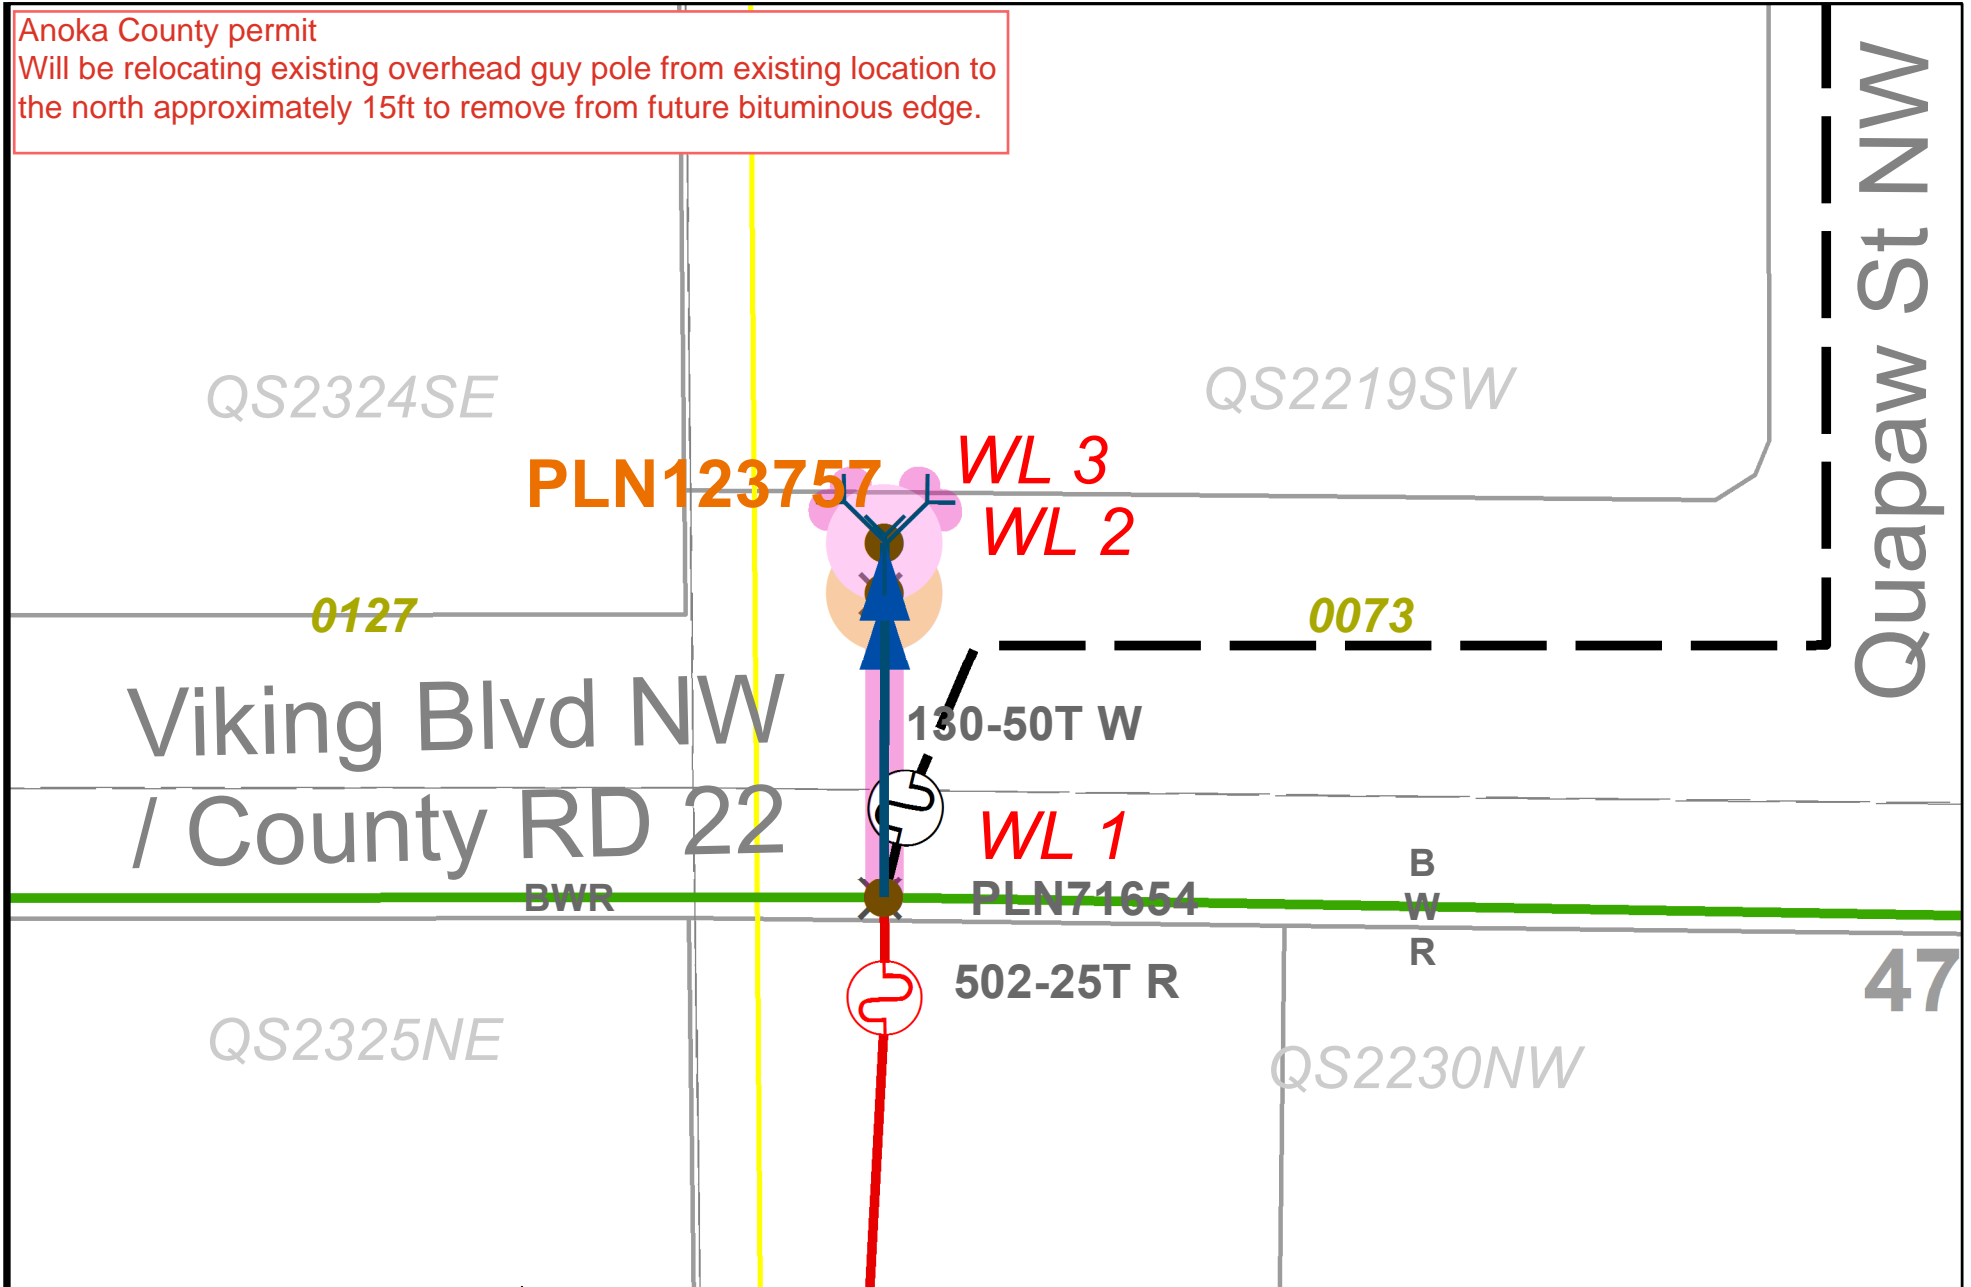 Anoka County permit
Will be relocating existing overhead guy pole from existing location to
the north approximately 15ft to remove from future bituminous edge.
Quapaw St NW
QS2324SE
QS2219SW
WL 3
PLN123757
WL 2
0127
0073
Viking Blvd NW
/ County RD 22
130-50T W
WL 1
BWR
PLN71654
B
W
R
502-25T R
47
QS2325NE
QS2230NW